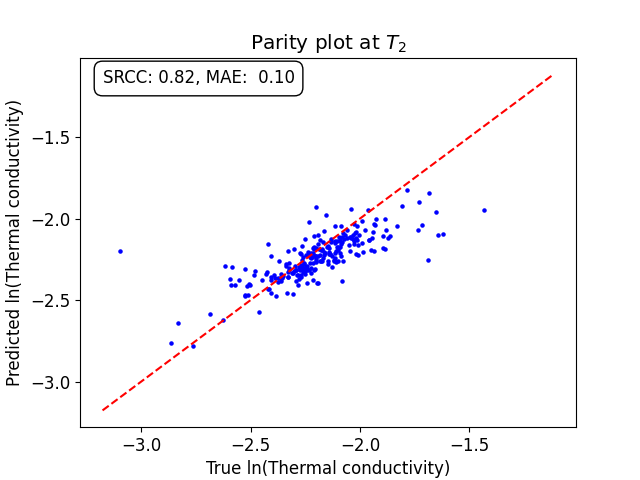 Parity plot at T₂
SRCC: 0.82, MAE:  0.10
Predicted ln(Thermal conductivity)
−1.5
−2.0
−2.5
−3.0
−3.0 −2.5 −2.0 −1.5
True ln(Thermal conductivity)